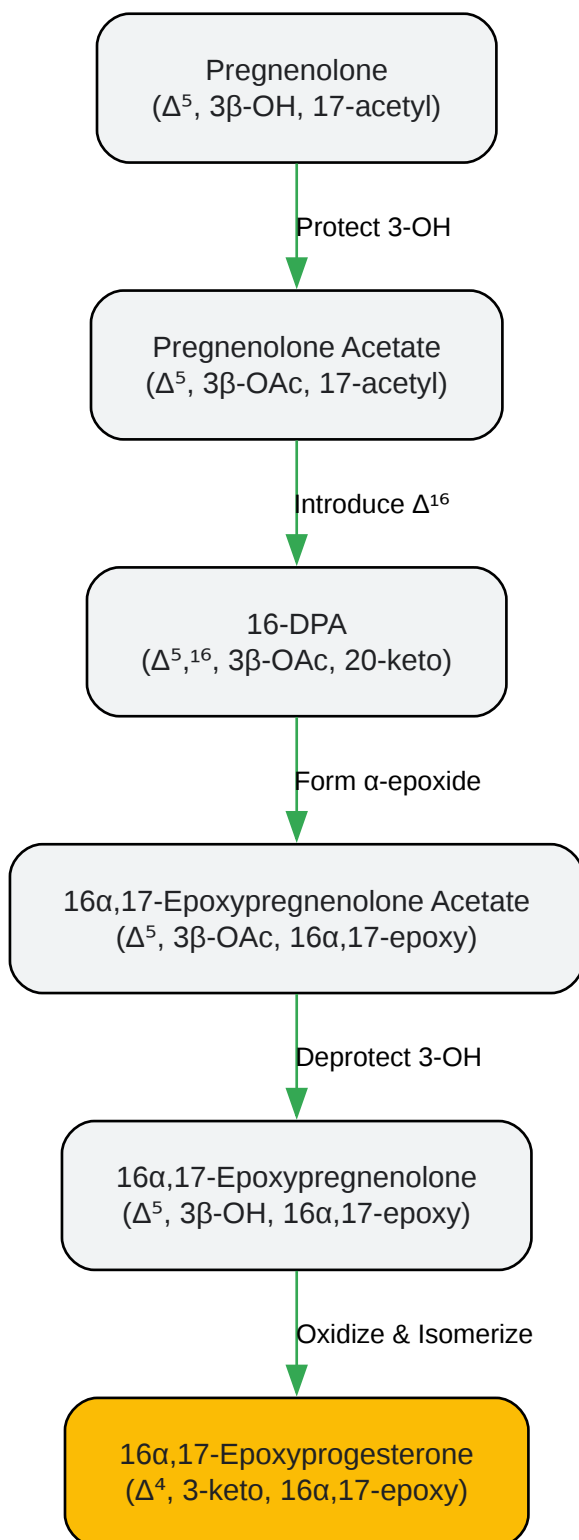 Pregnenolone
(Δ⁵, 3β-OH, 17-acetyl)
Protect 3-OH
Pregnenolone Acetate
(Δ⁵, 3β-OAc, 17-acetyl)
Introduce Δ¹⁶
16-DPA
(Δ⁵,¹⁶, 3β-OAc, 20-keto)
Form α-epoxide
16α,17-Epoxypregnenolone Acetate
(Δ⁵, 3β-OAc, 16α,17-epoxy)
Deprotect 3-OH
16α,17-Epoxypregnenolone
(Δ⁵, 3β-OH, 16α,17-epoxy)
Oxidize & Isomerize
16α,17-Epoxyprogesterone
(Δ⁴, 3-keto, 16α,17-epoxy)